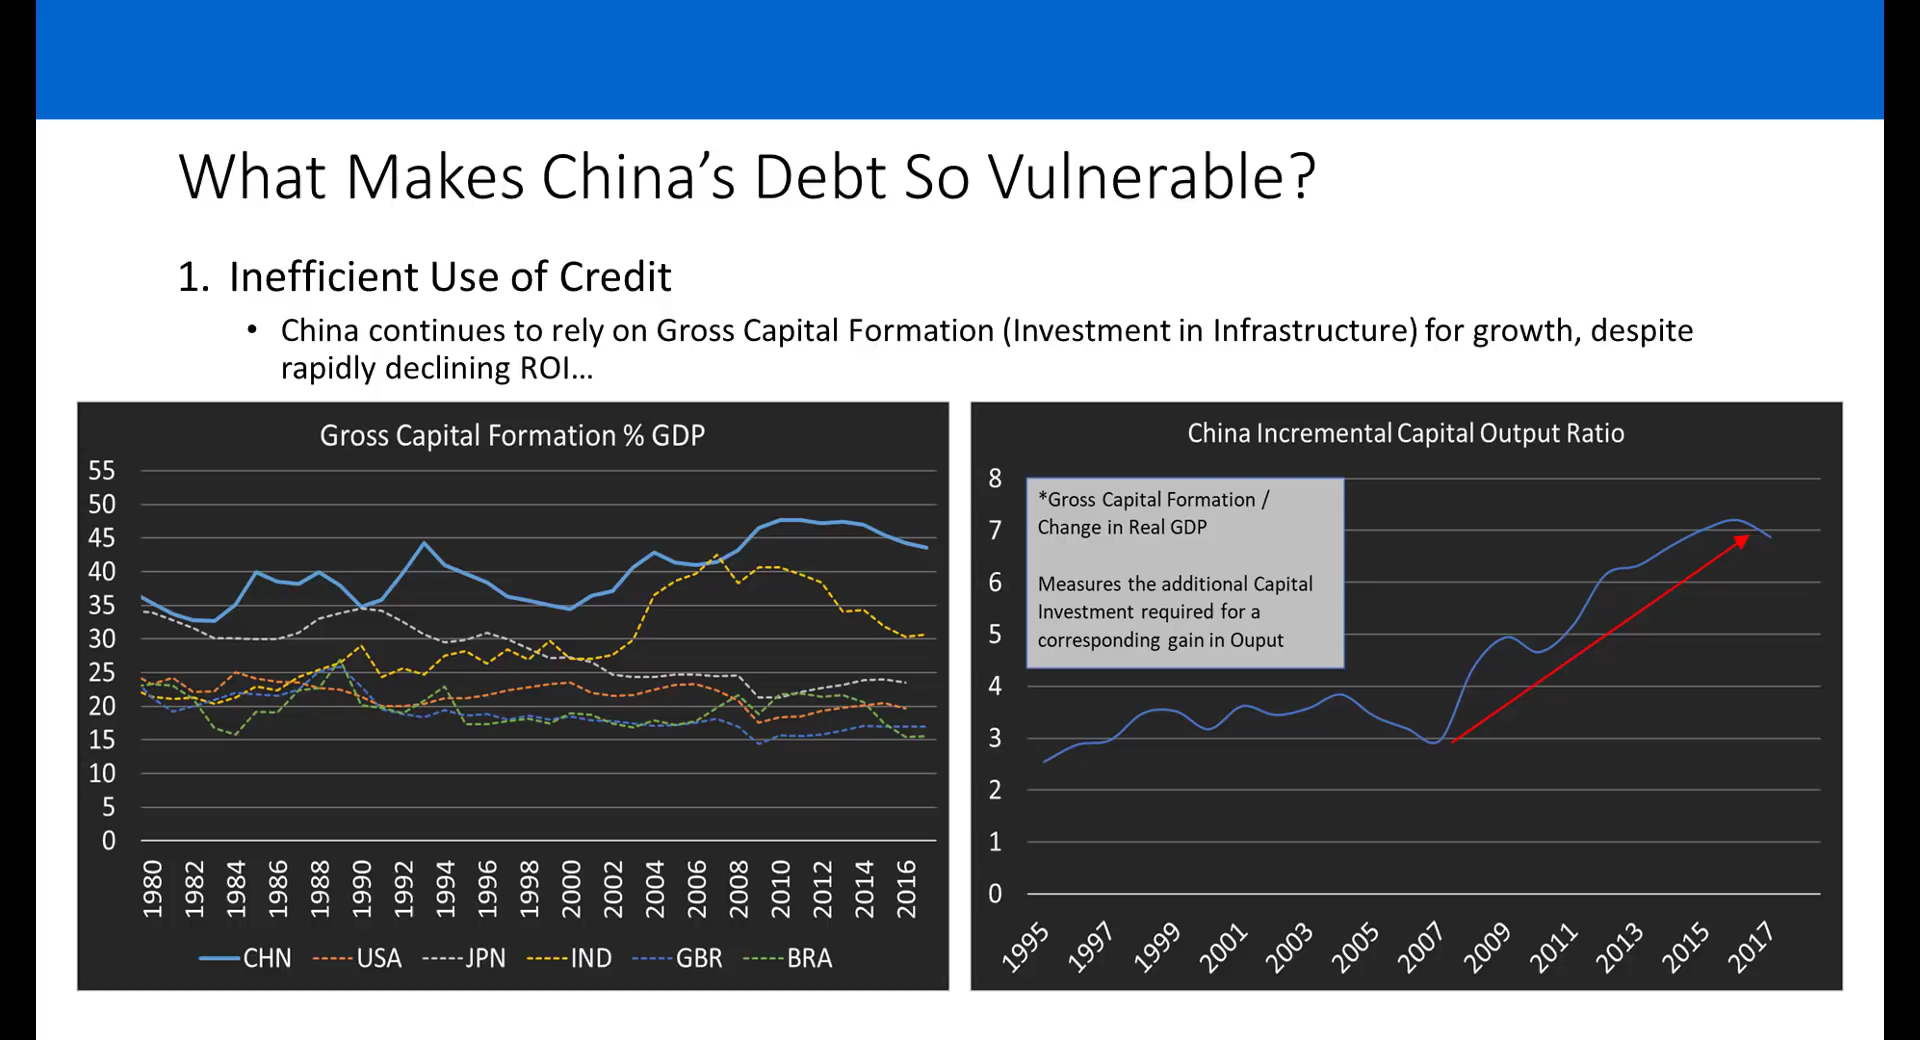 What Makes China's Debt So Vulnerable?
1. Inefficient Use of Credit
• China continues to rely on Gross Capital Formation (Investment in Infrastructure) for growth, despite
rapidly declining ROI...
Gross Capital Formation % GDP
55
50
45
40
35
30
25
20
15
10
5
0
1980 1982 1984 1986 1988 1990 1992 1994 1996 1998 2000 2002 2004 2006 2008 2010 2012 2014 2016
CHN USA JPN IND GBR BRA
China Incremental Capital Output Ratio
*Gross Capital Formation /
Change in Real GDP
Measures the additional Capital
Investment required for a
corresponding gain in Ouput
8
7
6
5
4
3
2
1
0
1995 1997 1999 2001 2003 2005 2007 2009 2011 2013 2015 2017